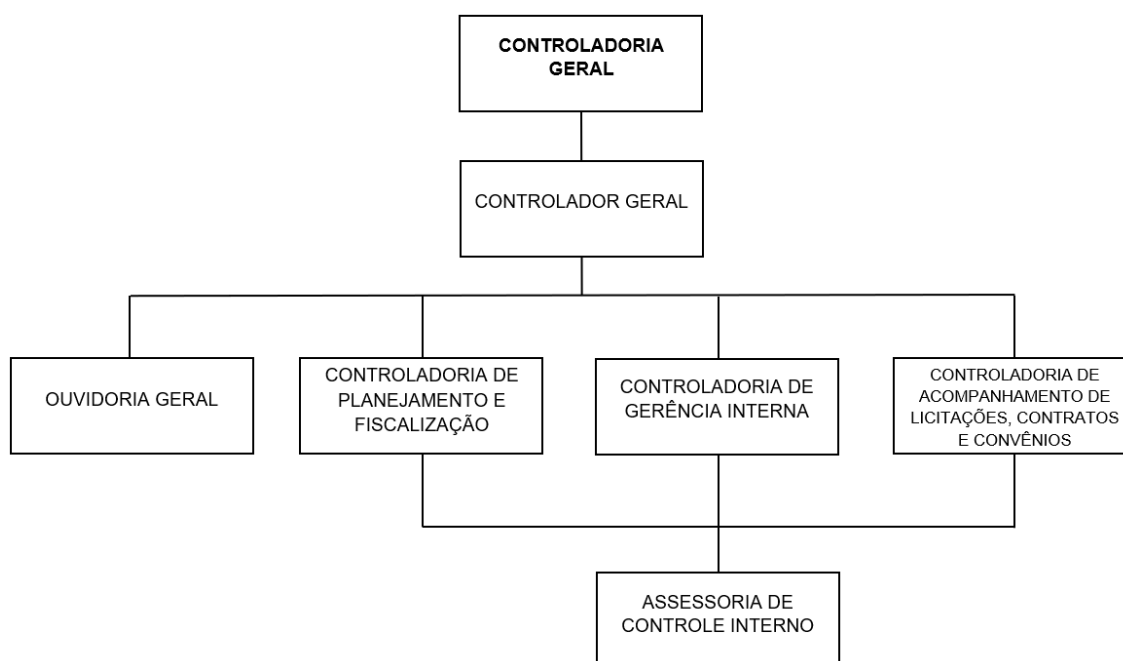 CONTROLADORIA
GERAL
CONTROLADOR GERAL
OUVIDORIA GERAL
CONTROLADORIA DE
PLANEJAMENTO E
FISCALIZAÇÃO
CONTROLADORIA DE
GERÊNCIA INTERNA
CONTROLADORIA DE
ACOMPANHAMENTO DE
LICITAÇÕES, CONTRATOS
E CONVÊNIOS
ASSESSORIA DE
CONTROLE INTERNO